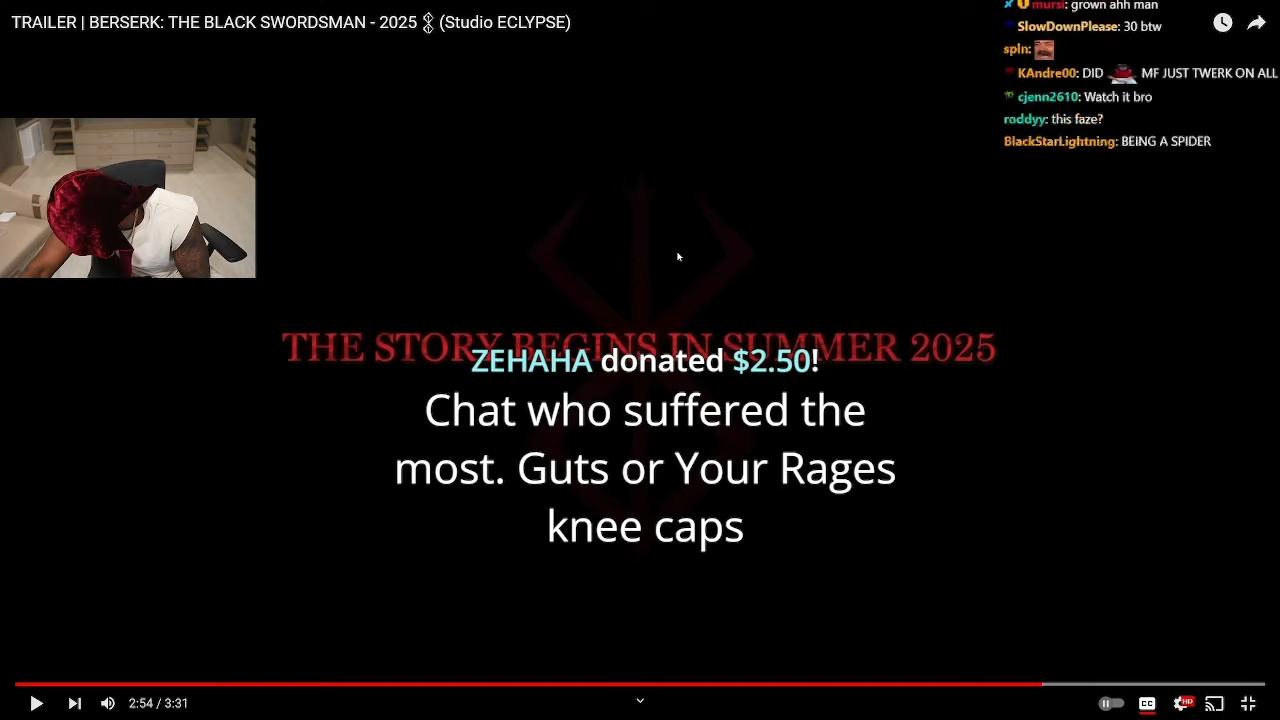 TRAILER | BERSERK: THE BLACK SWORDSMAN - 2025 (Studio ECLYPSE)
mursi: grown ahh man
SlowDownPlease: 30 btw
spln:
KAndre00: DID MF JUST TWERK ON ALL
cjenn2610: Watch it bro
roddyy: this faze?
BlackStarLightning: BEING A SPIDER
THE STORY BEGINS IN SUMMER 2025
ZEHAHA donated $2.50!
Chat who suffered the
most. Guts or Your Rages
knee caps
2:54 / 3:31
CC
HD